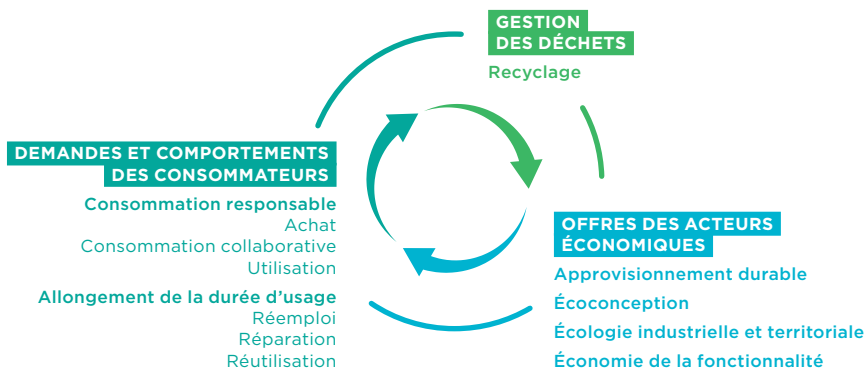 GESTION
DES DÉCHETS
Recyclage
DEMANDES ET COMPORTEMENTS
DES CONSOMMATEURS
Consommation responsable
Achat
Consommation collaborative
Utilisation
Allongement de la durée d’usage
Réemploi
Réparation
Réutilisation
OFFRES DES ACTEURS
ÉCONOMIQUES
Approvisionnement durable
Écoconception
Écologie industrielle et territoriale
Économie de la fonctionnalité